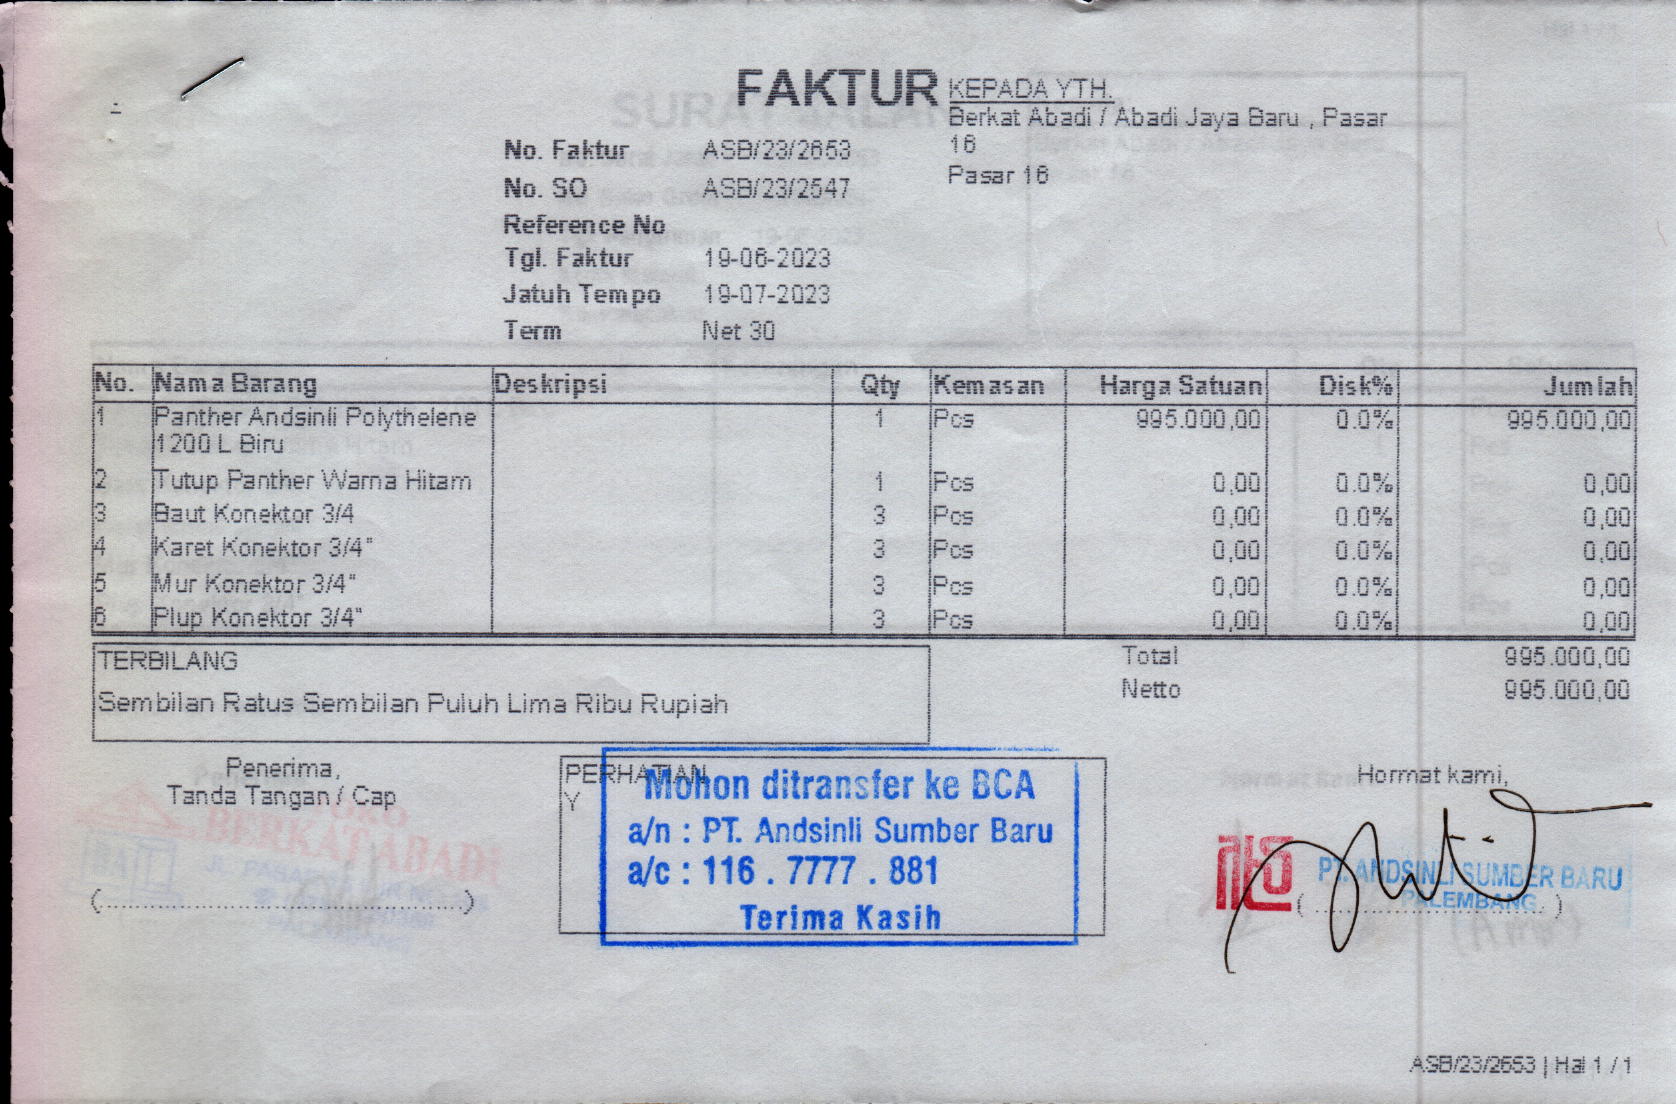 FAKTUR
KEPADA YTH.
Berkat Abadi / Abadi Jaya Baru , Pasar
16
Pasar 16
No. Faktur ASB/23/2653
No. SO ASB/23/2547
Reference No
Tgl. Faktur 19-06-2023
Jatuh Tempo 19-07-2023
Term Net 30
No. Nama Barang Deskripsi Qty Kemasan Harga Satuan Disk% Jumlah
1 Panther Andsinli Polythelene 1 Pcs 995.000,00 0.0% 995.000,00
1200 L Biru
2 Tutup Panther Warna Hitam 1 Pcs 0,00 0.0% 0,00
3 Baut Konektor 3/4 3 Pcs 0,00 0.0% 0,00
4 Karet Konektor 3/4" 3 Pcs 0,00 0.0% 0,00
5 Mur Konektor 3/4" 3 Pcs 0,00 0.0% 0,00
6 Plup Konektor 3/4" 3 Pcs 0,00 0.0% 0,00
TERBILANG
Sembilan Ratus Sembilan Puluh Lima Ribu Rupiah
Total 995.000,00
Netto 995.000,00
Penerima,
Tanda Tangan / Cap
TOKO
BERKAT ABADI
(........................................)
PERHATIAN
Y
Mohon ditransfer ke BCA
a/n : PT. Andsinli Sumber Baru
a/c : 116 . 7777 . 881
Terima Kasih
Hormat kami,
PT. ANDSINLI SUMBER BARU
PALEMBANG
(........................................)
ASB/23/2653 | Hal 1 / 1